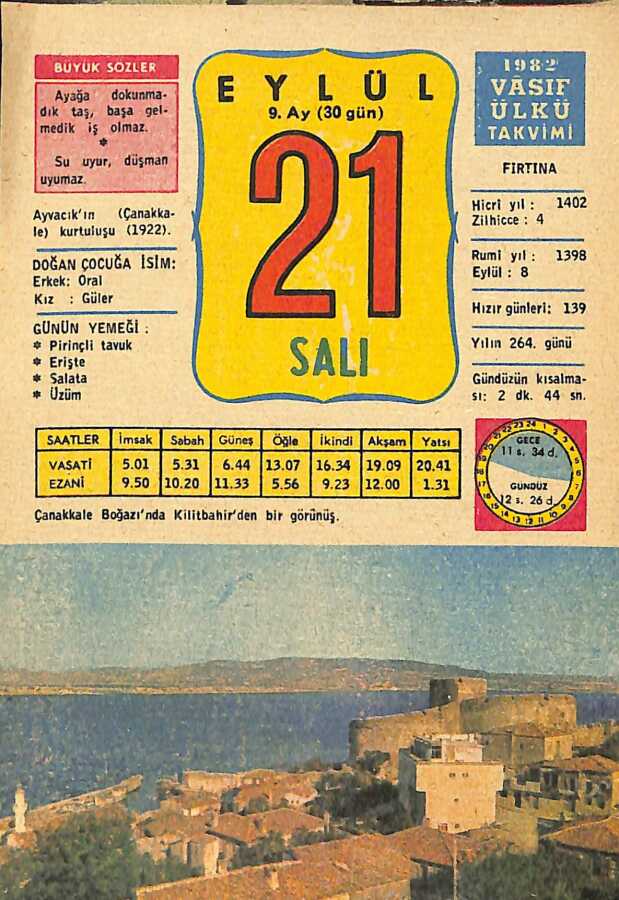 BÜYÜK SÖZLER
Ayağa dokunma-
dık taş, başa gel-
medik iş olmaz.
*
Su uyur, düşman
uyumaz.
Ayvacık'ın (Çanakka-
le) kurtuluşu (1922).
DOĞAN ÇOCUĞA İSİM:
Erkek: Oral
Kız : Güler
GÜNÜN YEMEĞİ :
* Pirinçli tavuk
* Erişte
* Salata
* Üzüm
EYLÜL
9. Ay (30 gün)
21
SALI
1982
VÂSIF
ÜLKÜ
TAKVİMİ
FIRTINA
Hicrî yıl : 1402
Zilhicce : 4
Rumî yıl : 1398
Eylül : 8
Hızır günleri: 139
Yılın 264. günü
Gündüzün kısalma-
sı: 2 dk. 44 sn.
SAATLER İmsak Sabah Güneş Öğle İkindi Akşam Yatsı
VASATİ 5.01 5.31 6.44 13.07 16.34 19.09 20.41
EZANİ 9.50 10.20 11.33 5.56 9.23 12.00 1.31
GECE
11 s. 34 d.
GÜNDÜZ
12 s. 26 d.
Çanakkale Boğazı'nda Kilitbahir'den bir görünüş.